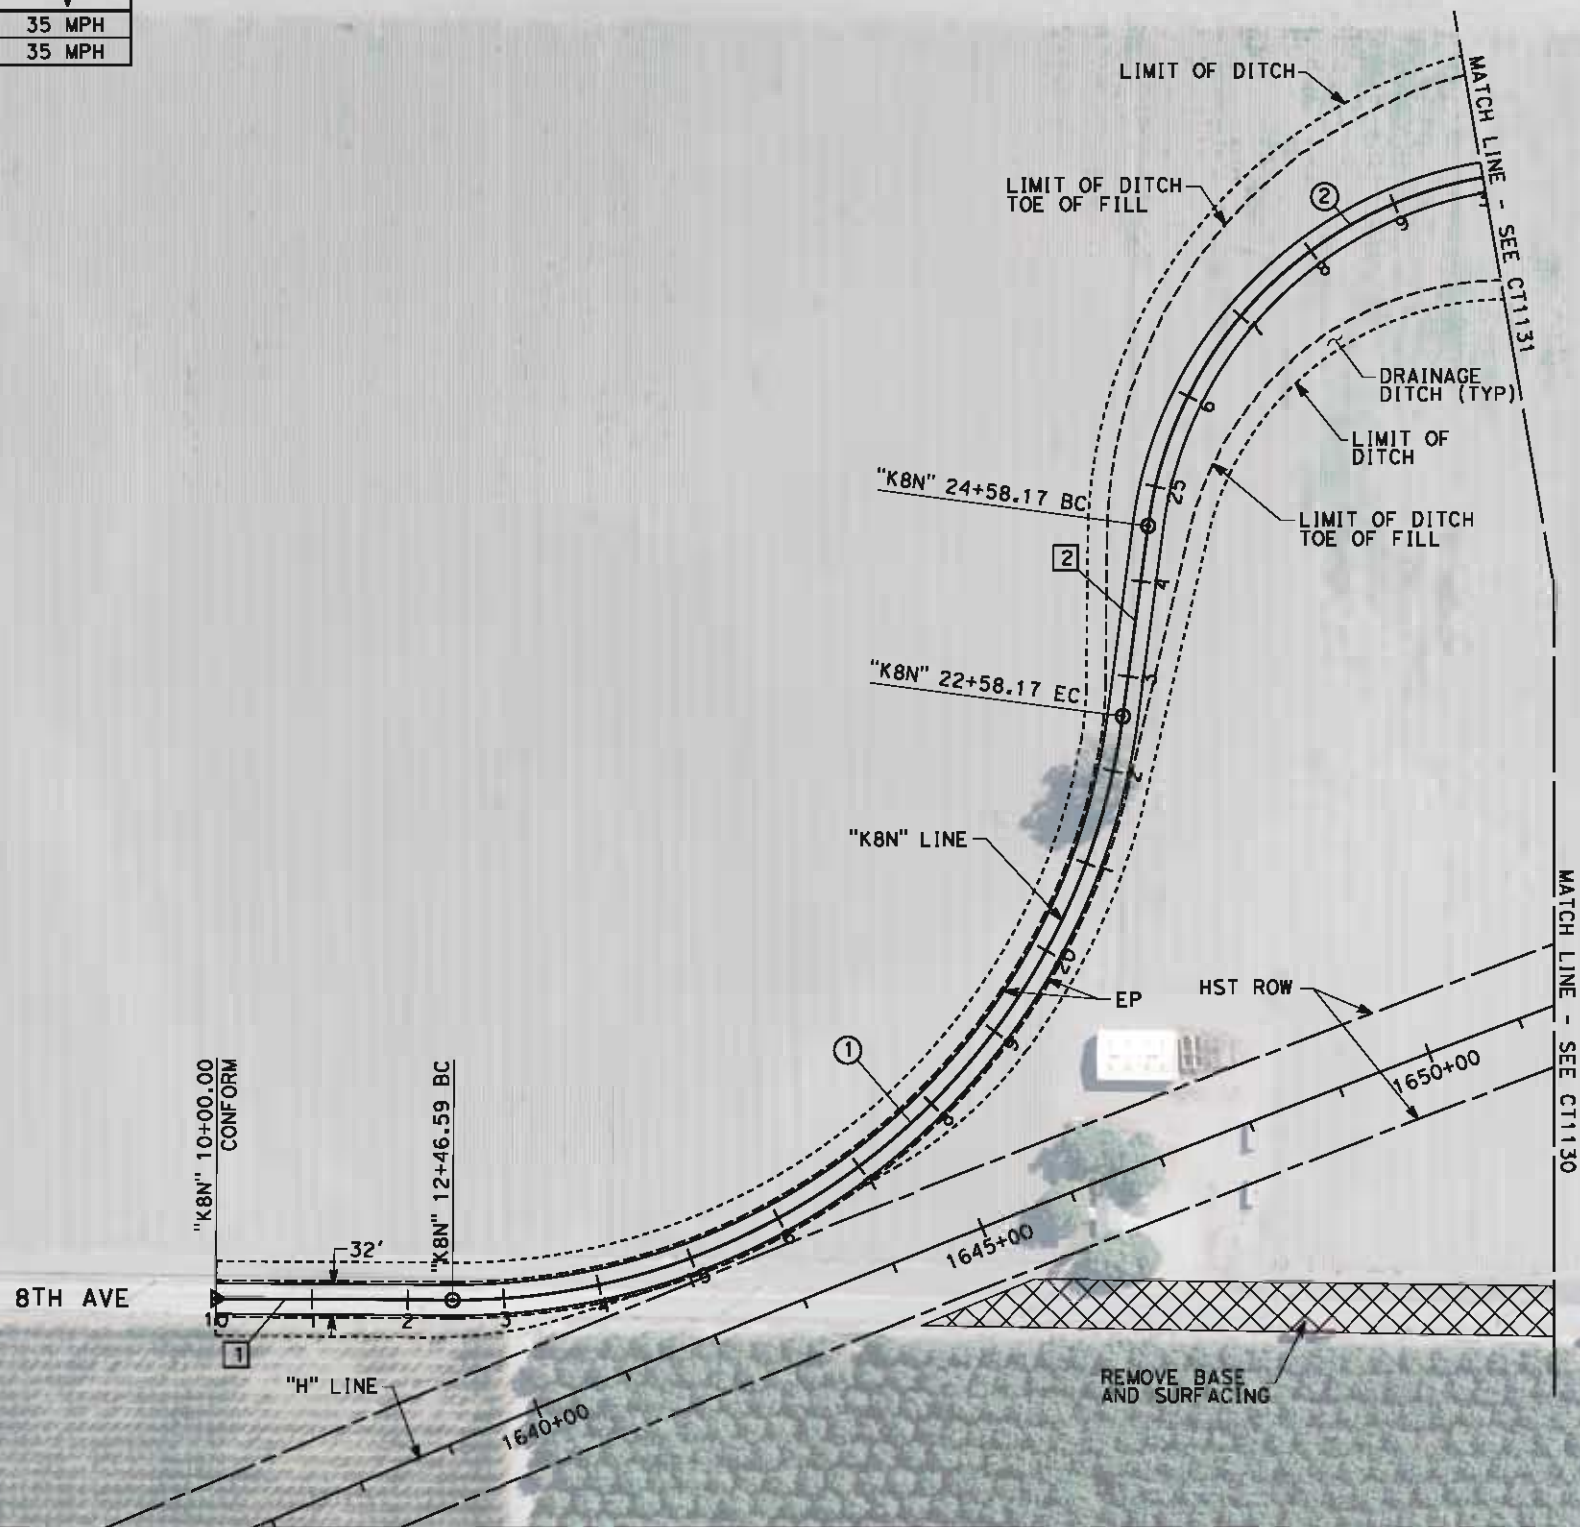 35 MPH
35 MPH
LIMIT OF DITCH
MATCH LINE - SEE CT1131
LIMIT OF DITCH
TOE OF FILL
2
9
8
7
DRAINAGE
DITCH (TYP)
6
LIMIT OF
DITCH
"K8N" 24+58.17 BC
25
LIMIT OF DITCH
TOE OF FILL
2
4
"K8N" 22+58.17 EC
3
2
"K8N" LINE
1
MATCH LINE - SEE CT1130
20
EP
HST ROW
9
1
8
1650+00
"K8N" 10+00.00
CONFORM
"K8N" 12+46.59 BC
7
6
1645+00
32'
5
8TH AVE
10
1
2
3
4
1
"H" LINE
REMOVE BASE
AND SURFACING
1640+00